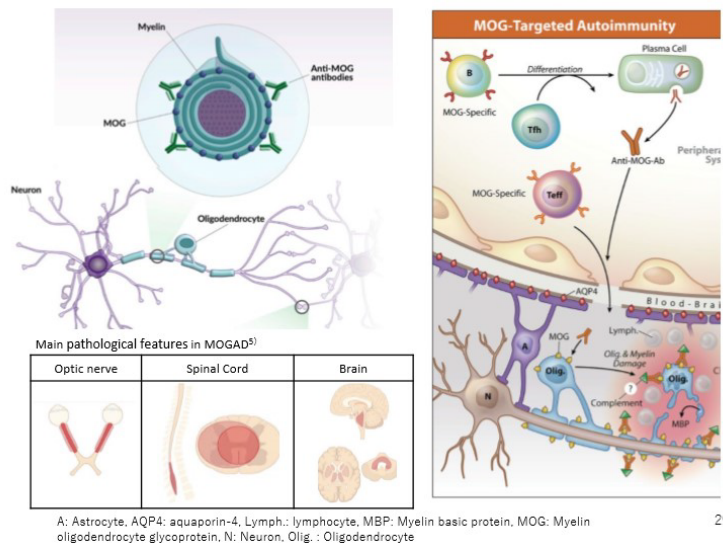 Myelin
Anti-MOG
antibodies
MOG
Neuron
Oligodendrocyte
Main pathological features in MOGAD5)
Optic nerve
Spinal Cord
Brain
MOG-Targeted Autoimmunity
Plasma Cell
B
Differentiation
MOG-Specific
Tfh
Anti-MOG-Ab
MOG-Specific
Teff
AQP4
Lymph.
MOG
A
Olig.
Olig. & Myelin
Damage
Olig.
N
?
Complement
MBP
A: Astrocyte, AQP4: aquaporin-4, Lymph.: lymphocyte, MBP: Myelin basic protein, MOG: Myelin
oligodendrocyte glycoprotein, N: Neuron, Olig. : Oligodendrocyte